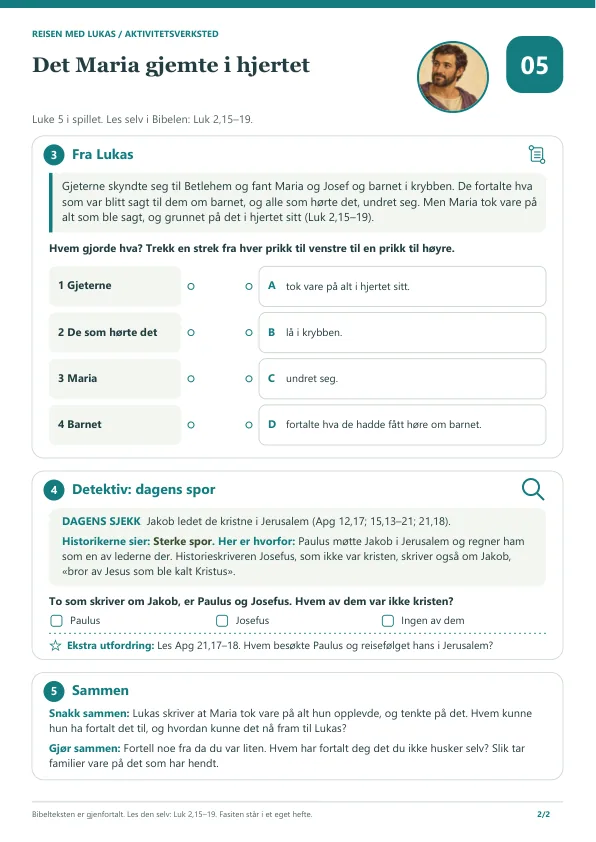 REISEN MED LUKAS / AKTIVITETSVERKSTED
Det Maria gjemte i hjertet
05
Luke 5 i spillet. Les selv i Bibelen: Luk 2,15–19.
3 Fra Lukas
Gjeterne skyndte seg til Betlehem og fant Maria og Josef og barnet i krybben. De fortalte hva
som var blitt sagt til dem om barnet, og alle som hørte det, undret seg. Men Maria tok vare på
alt som ble sagt, og grunnet på det i hjertet sitt (Luk 2,15–19).
Hvem gjorde hva? Trekk en strek fra hver prikk til venstre til en prikk til høyre.
1 Gjeterne
A tok vare på alt i hjertet sitt.
2 De som hørte det
B lå i krybben.
3 Maria
C undret seg.
4 Barnet
D fortalte hva de hadde fått høre om barnet.
4 Detektiv: dagens spor
DAGENS SJEKK Jakob ledet de kristne i Jerusalem (Apg 12,17; 15,13–21; 21,18).
Historikerne sier: Sterke spor. Her er hvorfor: Paulus møtte Jakob i Jerusalem og regner ham
som en av lederne der. Historieskriveren Josefus, som ikke var kristen, skriver også om Jakob,
«bror av Jesus som ble kalt Kristus».
To som skriver om Jakob, er Paulus og Josefus. Hvem av dem var ikke kristen?
Paulus Josefus Ingen av dem
Ekstra utfordring: Les Apg 21,17–18. Hvem besøkte Paulus og reisefølget hans i Jerusalem?
5 Sammen
Snakk sammen: Lukas skriver at Maria tok vare på alt hun opplevde, og tenkte på det. Hvem kunne
hun ha fortalt det til, og hvordan kunne det nå fram til Lukas?
Gjør sammen: Fortell noe fra da du var liten. Hvem har fortalt deg det du ikke husker selv? Slik tar
familier vare på det som har hendt.
Bibelteksten er gjenfortalt. Les den selv: Luk 2,15–19. Fasiten står i et eget hefte.
2/2